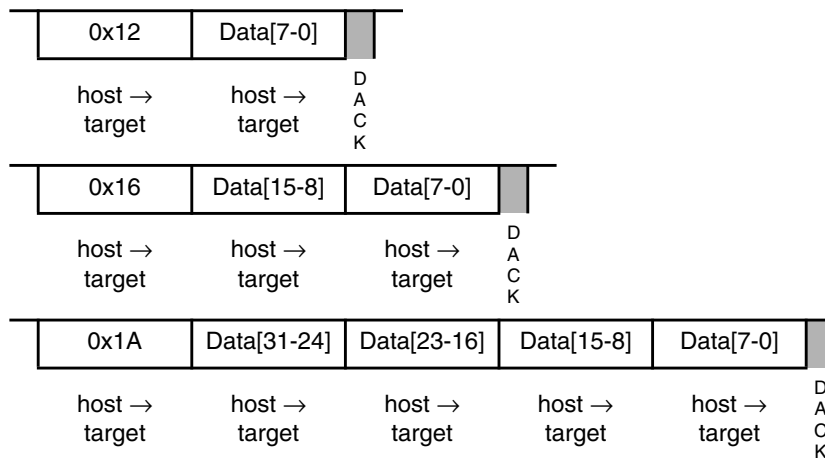 0x12 Data[7-0]
host → host →
target target
D
A
C
K
0x16 Data[15-8] Data[7-0]
host → host → host →
target target target
D
A
C
K
0x1A Data[31-24] Data[23-16] Data[15-8] Data[7-0]
host → host → host → host → host →
target target target target target
D
A
C
K